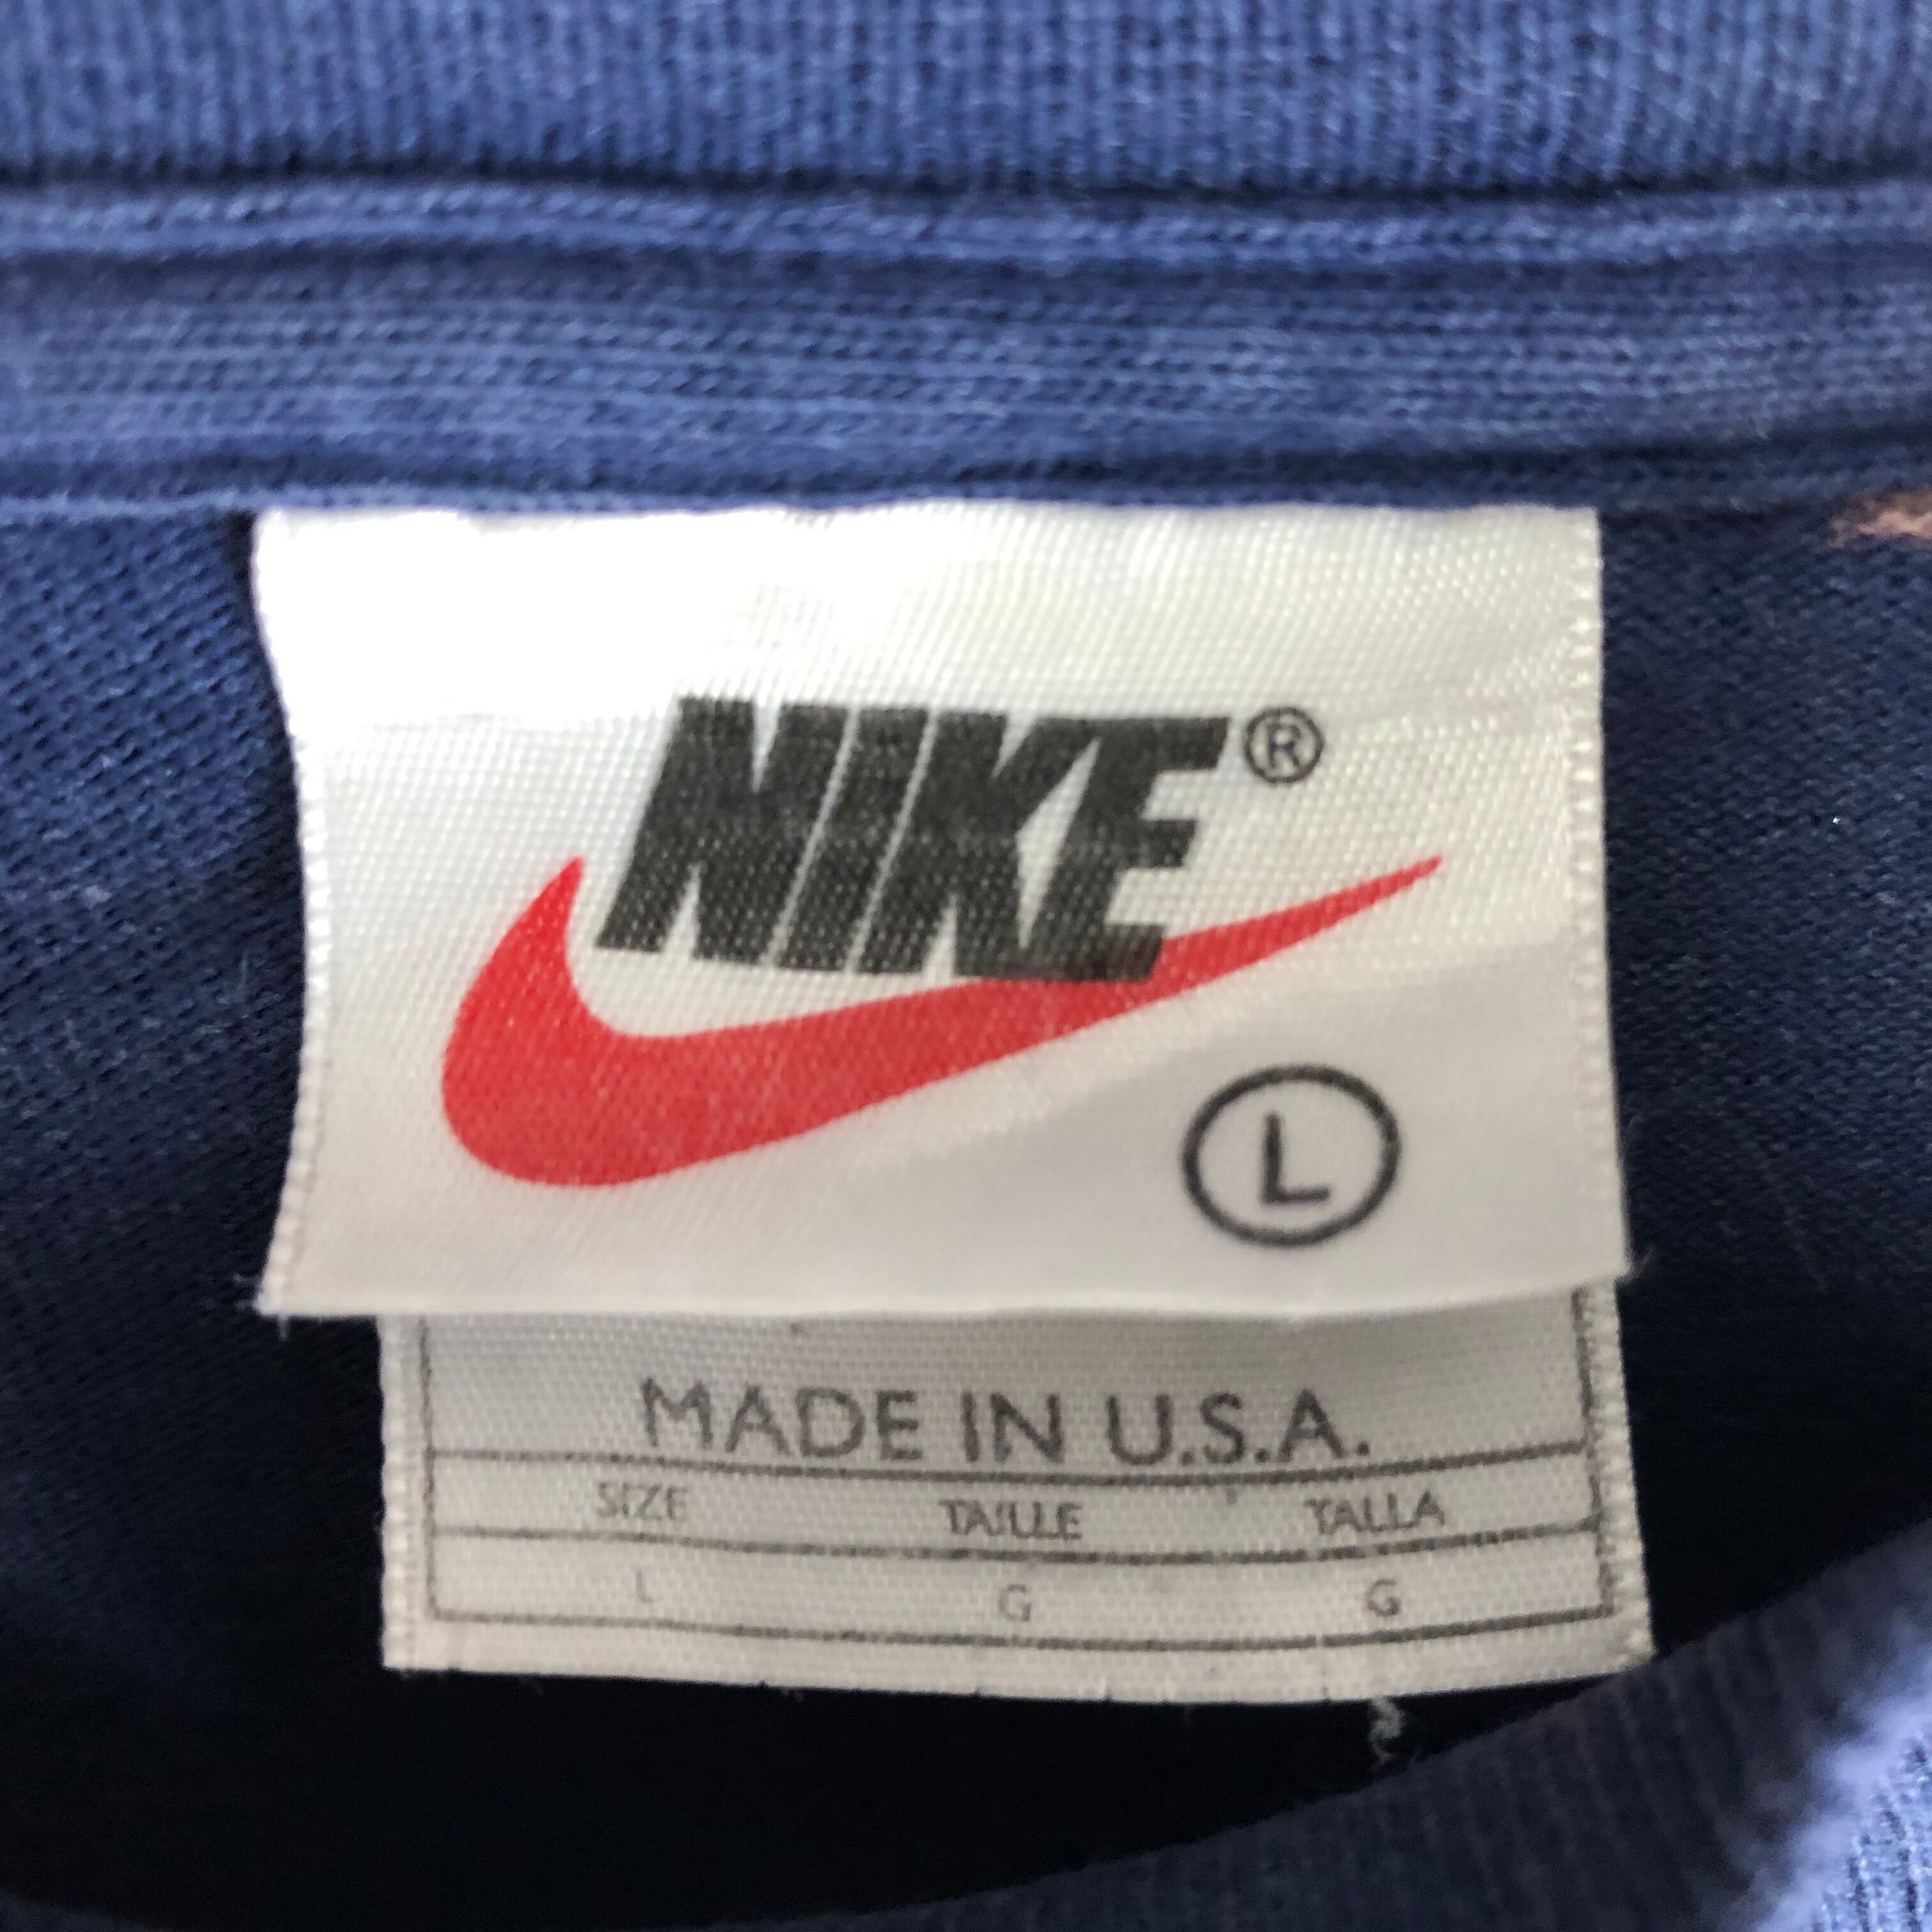 NIKE®
L
MADE IN U.S.A.
SIZE TAILLE TALLA
L G G